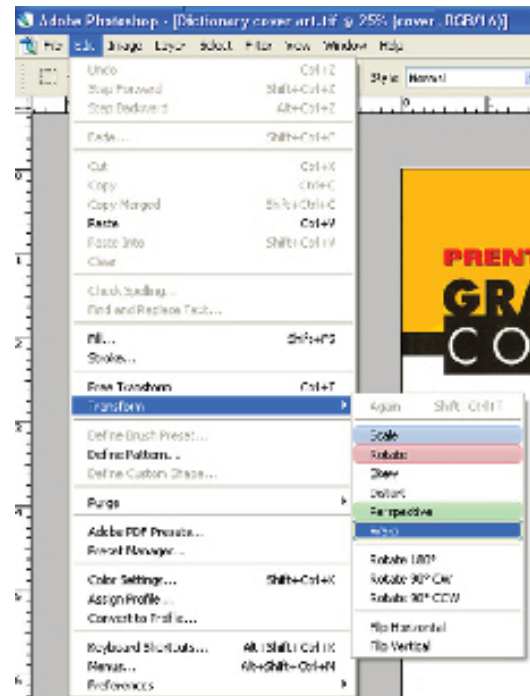 Adobe Photoshop - [Dictionary cover art.tif @ 25% (cover, RGB/16)]
File Edit Image Layer Select Filter View Window Help
Style: Normal
Undo Ctrl+Z
Step Forward Shift+Ctrl+Z
Step Backward Alt+Ctrl+Z
Fade... Shift+Ctrl+F
Cut Ctrl+X
Copy Ctrl+C
Copy Merged Shift+Ctrl+C
Paste Ctrl+V
Paste Into Shift+Ctrl+V
Clear
Check Spelling...
Find and Replace Text...
Fill... Shift+F5
Stroke...
Free Transform Ctrl+T
Transform
Define Brush Preset...
Define Pattern...
Define Custom Shape...
Purge
Adobe PDF Presets...
Preset Manager...
Color Settings... Shift+Ctrl+K
Assign Profile...
Convert to Profile...
Keyboard Shortcuts... Alt+Shift+Ctrl+K
Menus... Alt+Shift+Ctrl+M
Preferences
Again Shift+Ctrl+T
Scale
Rotate
Skew
Distort
Perspective
Warp
Rotate 180°
Rotate 90° CW
Rotate 90° CCW
Flip Horizontal
Flip Vertical
PRENT
GRA
CO